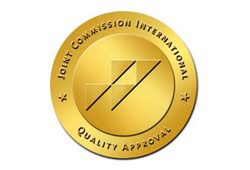 JOINT COMMISSION INTERNATIONAL
QUALITY APPROVAL